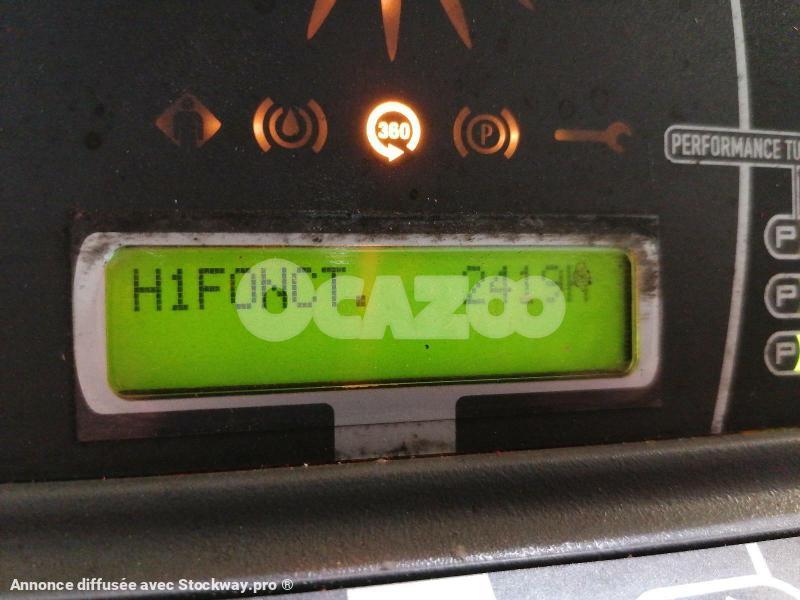 360
P
PERFORMANCE TU
P
H1FONCT. 2419H
OCAZOO
P
P
Annonce diffusée avec Stockway.pro ®